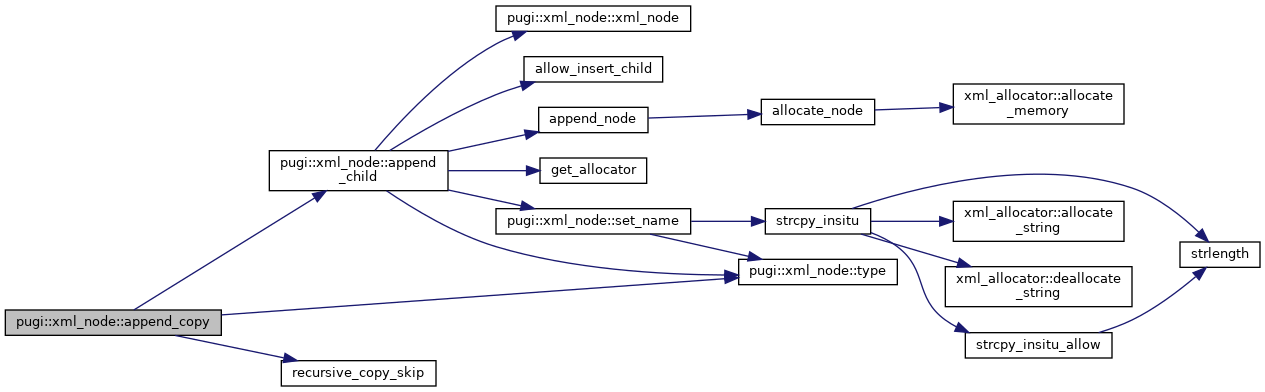 pugi::xml_node::xml_node
allow_insert_child
append_node
allocate_node
xml_allocator::allocate
_memory
pugi::xml_node::append
_child
get_allocator
pugi::xml_node::set_name
strcpy_insitu
xml_allocator::allocate
_string
strlength
pugi::xml_node::type
xml_allocator::deallocate
_string
pugi::xml_node::append_copy
strcpy_insitu_allow
recursive_copy_skip